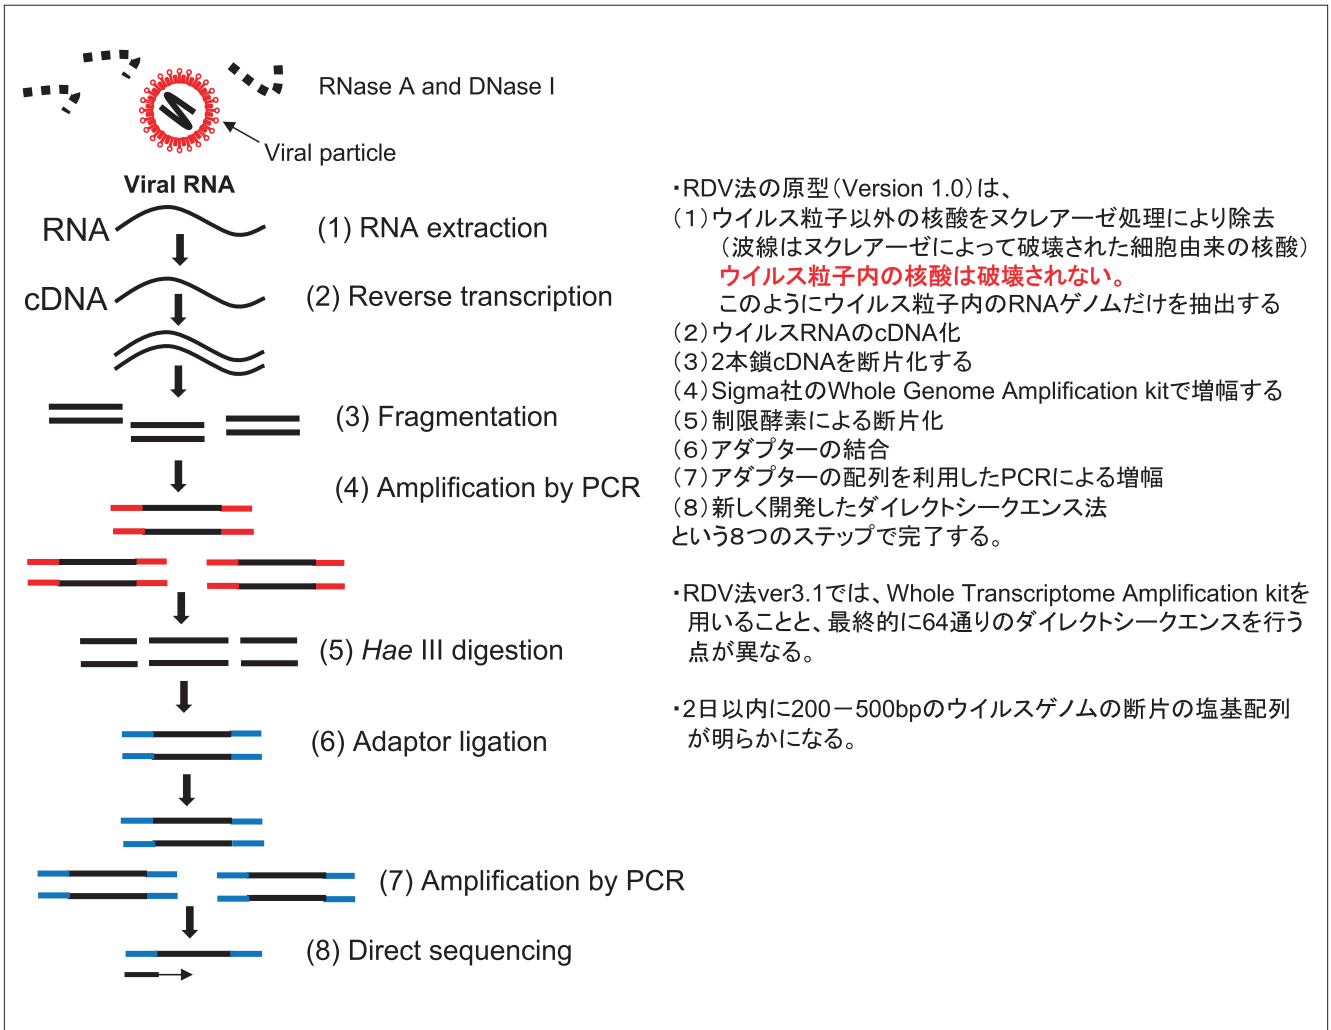 RNase A and DNase I
Viral particle
Viral RNA
RNA
(1) RNA extraction
cDNA
(2) Reverse transcription
(3) Fragmentation
(4) Amplification by PCR
(5) Hae III digestion
(6) Adaptor ligation
(7) Amplification by PCR
(8) Direct sequencing
・RDV法の原型（Version 1.0）は、
（１）ウイルス粒子以外の核酸をヌクレアーゼ処理により除去
（波線はヌクレアーゼによって破壊された細胞由来の核酸）
ウイルス粒子内の核酸は破壊されない。
このようにウイルス粒子内のRNAゲノムだけを抽出する
（２）ウイルスRNAのcDNA化
（３）2本鎖cDNAを断片化する
（４）Sigma社のWhole Genome Amplification kitで増幅する
（５）制限酵素による断片化
（６）アダプターの結合
（７）アダプターの配列を利用したPCRによる増幅
（８）新しく開発したダイレクトシークエンス法
という８つのステップで完了する。
・RDV法ver3.1では、Whole Transcriptome Amplification kitを
用いることと、最終的に64通りのダイレクトシークエンスを行う
点が異なる。
・2日以内に200－500bpのウイルスゲノムの断片の塩基配列
が明らかになる。